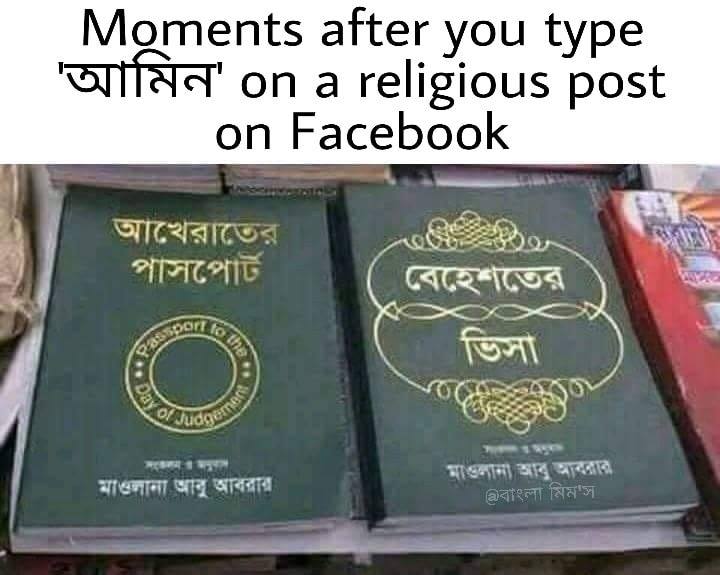 Moments after you type
'আমিন' on a religious post
on Facebook
আখেরাতের
পাসপোর্ট
Passport to the
Day of Judgement
সংকলন ও অনুবাদ
মাওলানা আবু আবরার
বেহেশতের
ভিসা
সংকলন ও অনুবাদ
মাওলানা আবু আবরার
@বাংলা মিম'স